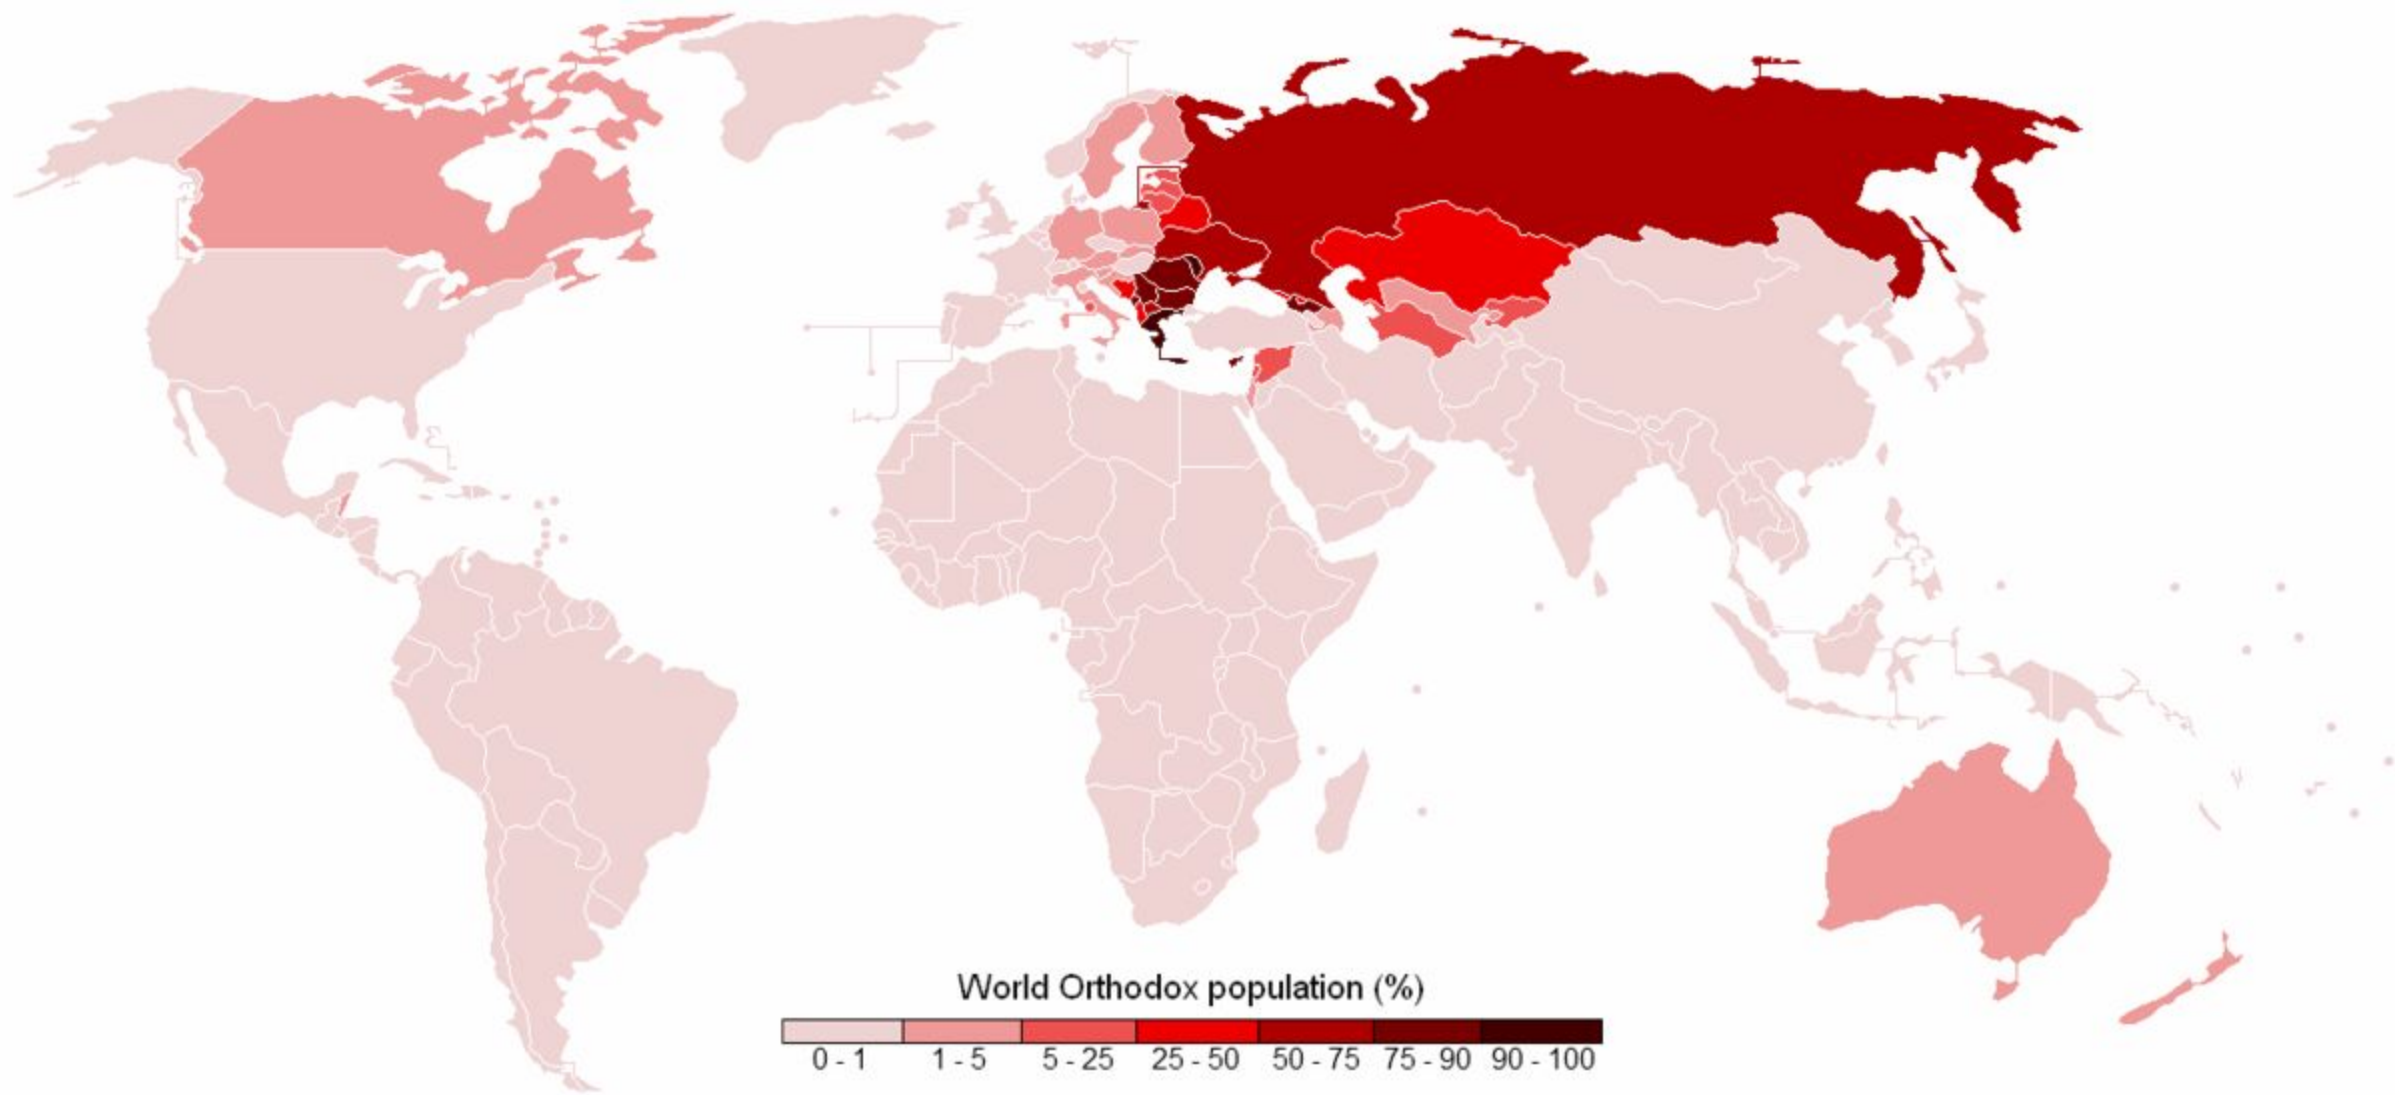 World Orthodox population (%)
0 - 1 1 - 5 5 - 25 25 - 50 50 - 75 75 - 90 90 - 100